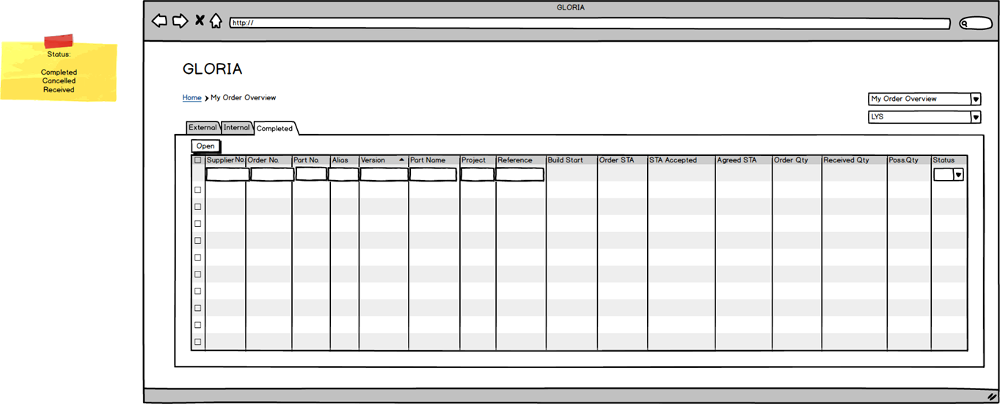 GLORIA
http://
Status:
Completed
Cancelled
Received
GLORIA
Home > My Order Overview
My Order Overview
LYS
External Internal Completed
Open
Supplier No. Order No. Part No. Alias Version Part Name Project Reference Build Start Order STA STA Accepted Agreed STA Order Qty Received Qty Poss.Qty Status